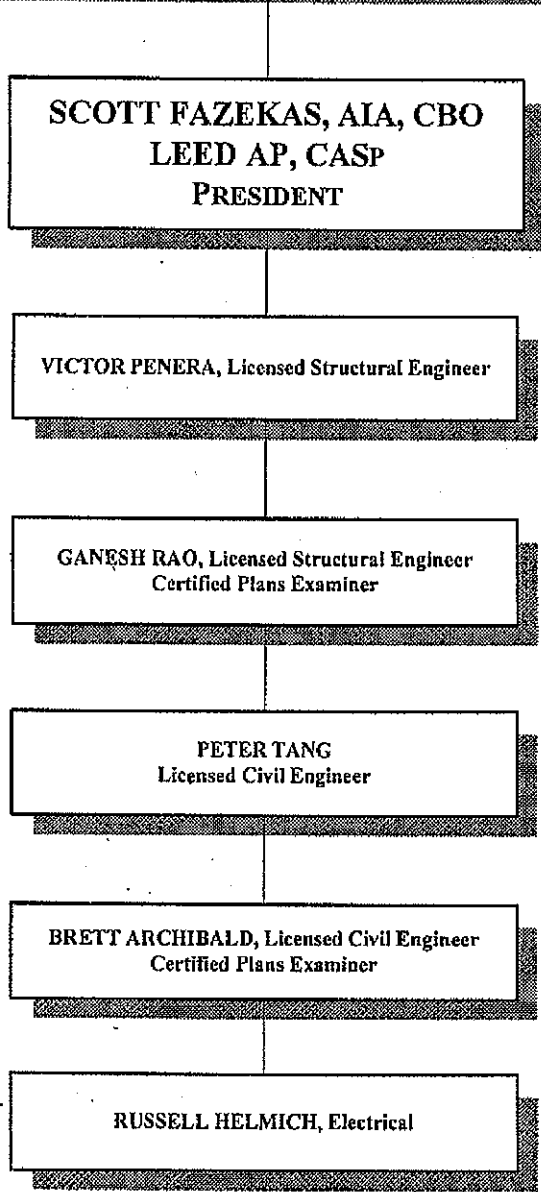 SCOTT FAZEKAS, AIA, CBO
LEED AP, CASP
PRESIDENT
VICTOR PENERA, Licensed Structural Engineer
GANESH RAO, Licensed Structural Engineer
Certified Plans Examiner
PETER TANG
Licensed Civil Engineer
BRETT ARCHIBALD, Licensed Civil Engineer
Certified Plans Examiner
RUSSELL HELMICH, Electrical